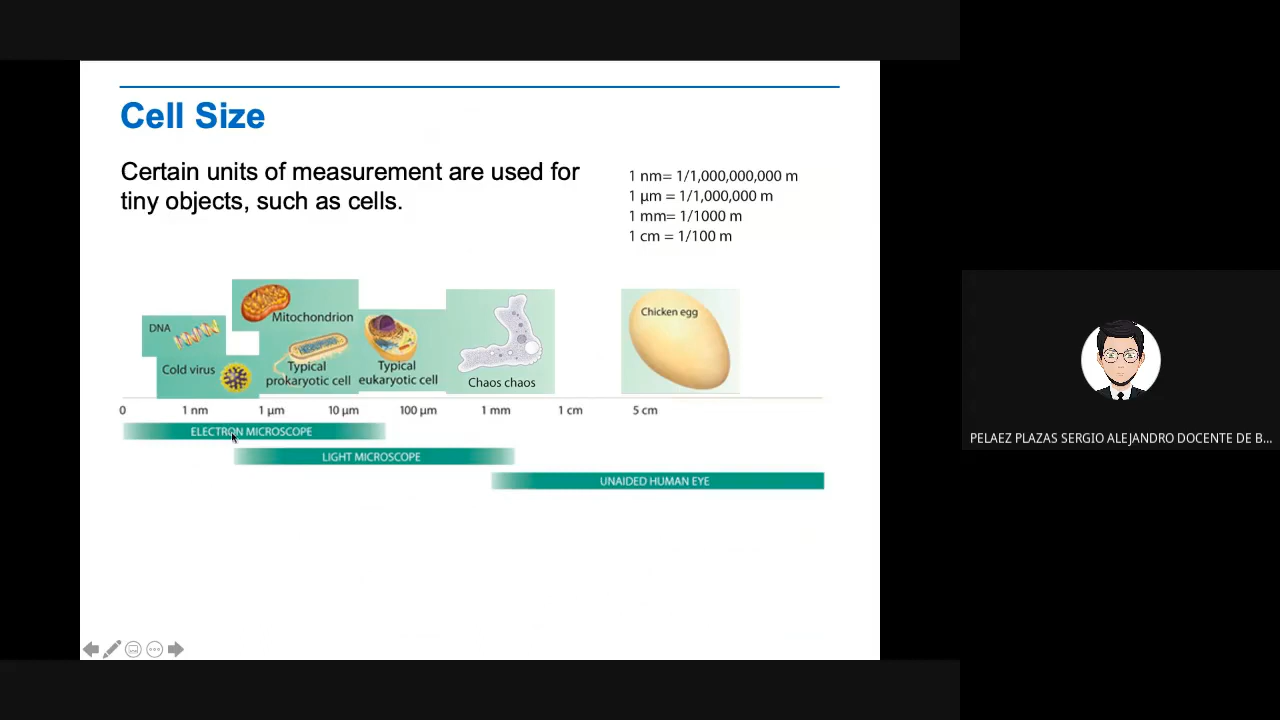 Cell Size
Certain units of measurement are used for
tiny objects, such as cells.
1 nm= 1/1,000,000,000 m
1 µm = 1/1,000,000 m
1 mm= 1/1000 m
1 cm = 1/100 m
DNA
Cold virus
Mitochondrion
Typical
prokaryotic cell
Typical
eukaryotic cell
Chaos chaos
Chicken egg
0 1 nm 1 µm 10 µm 100 µm 1 mm 1 cm 5 cm
ELECTRON MICROSCOPE
LIGHT MICROSCOPE
UNAIDED HUMAN EYE
PELAEZ PLAZAS SERGIO ALEJANDRO DOCENTE DE B...